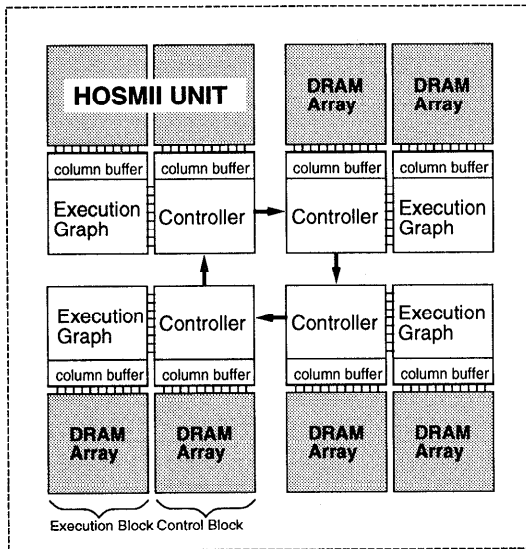 HOSMII UNIT
DRAM DRAM
Array Array
column buffer column buffer column buffer column buffer
Execution Graph Controller Controller Execution Graph
Execution Graph Controller Controller Execution Graph
column buffer column buffer column buffer column buffer
DRAM DRAM DRAM DRAM
Array Array Array Array
Execution Block Control Block